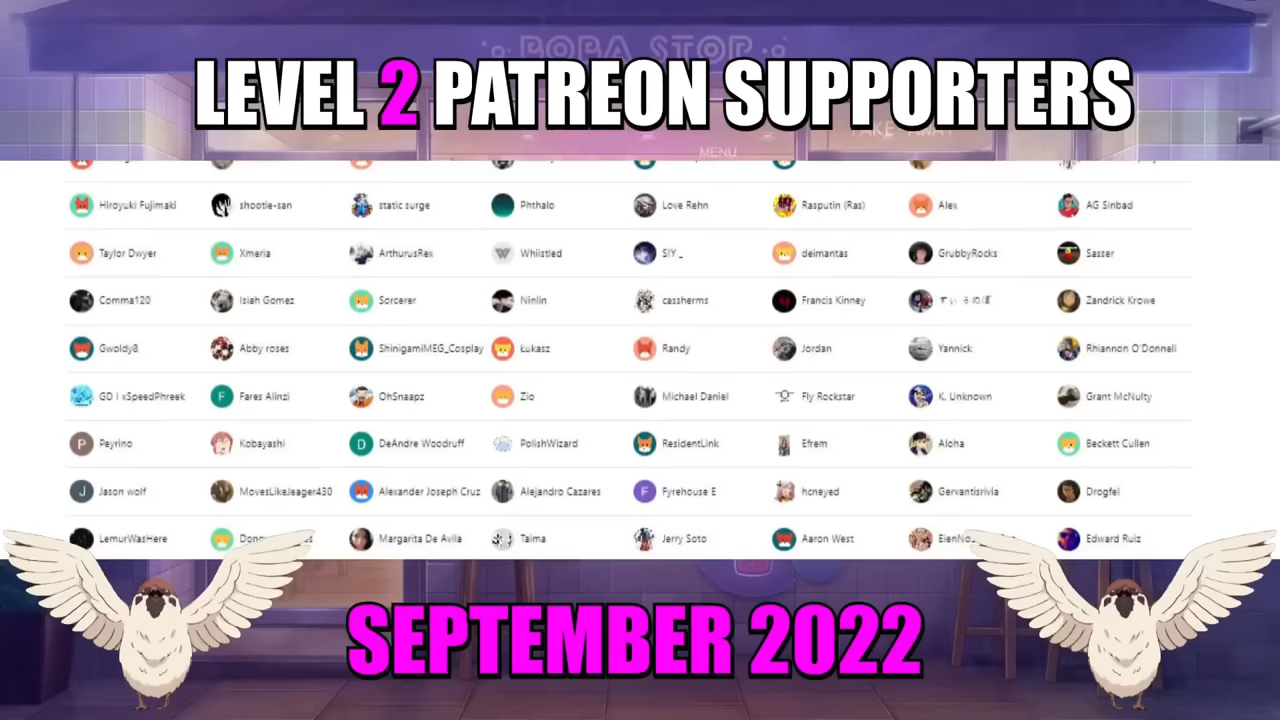 BOBA STOP
LEVEL 2 PATREON SUPPORTERS
TAKE-AWAY
MENU
Hiroyuki Fujimaki shootie-san static surge Phthalo Love Rehn Rasputin (Ras) Alex AG Sinbad
Taylor Dwyer Xmeria ArthurusRex W Whiistled SIY_ deimantas GrubbyRocks Sasser
Comma120 Isiah Gomez Sorcerer Ninlin cassherms Francis Kinney Zandrick Krowe
Gwoldy8 Abby roses ShinigamiMEG_Cosplay Łukasz Randy Jordan Yannick Rhiannon O'Donnell
GD l xSpeedPhreek F Fares Alinzi OhSnaapz Zio Michael Daniel Fly Rockstar K. Unknown Grant McNulty
P Peyrino Kobayashi D DeAndre Woodruff PolishWizard ResidentLink Efrem Aloha Beckett Cullen
J Jason wolf MovesLikeJeager430 Alexander Joseph Cruz Alejandro Cazares F Fyrehouse E honeyed Gervantisrivia Drogfel
LemurWasHere Margarita De Avila Taima Jerry Soto Aaron West Edward Ruiz
SEPTEMBER 2022